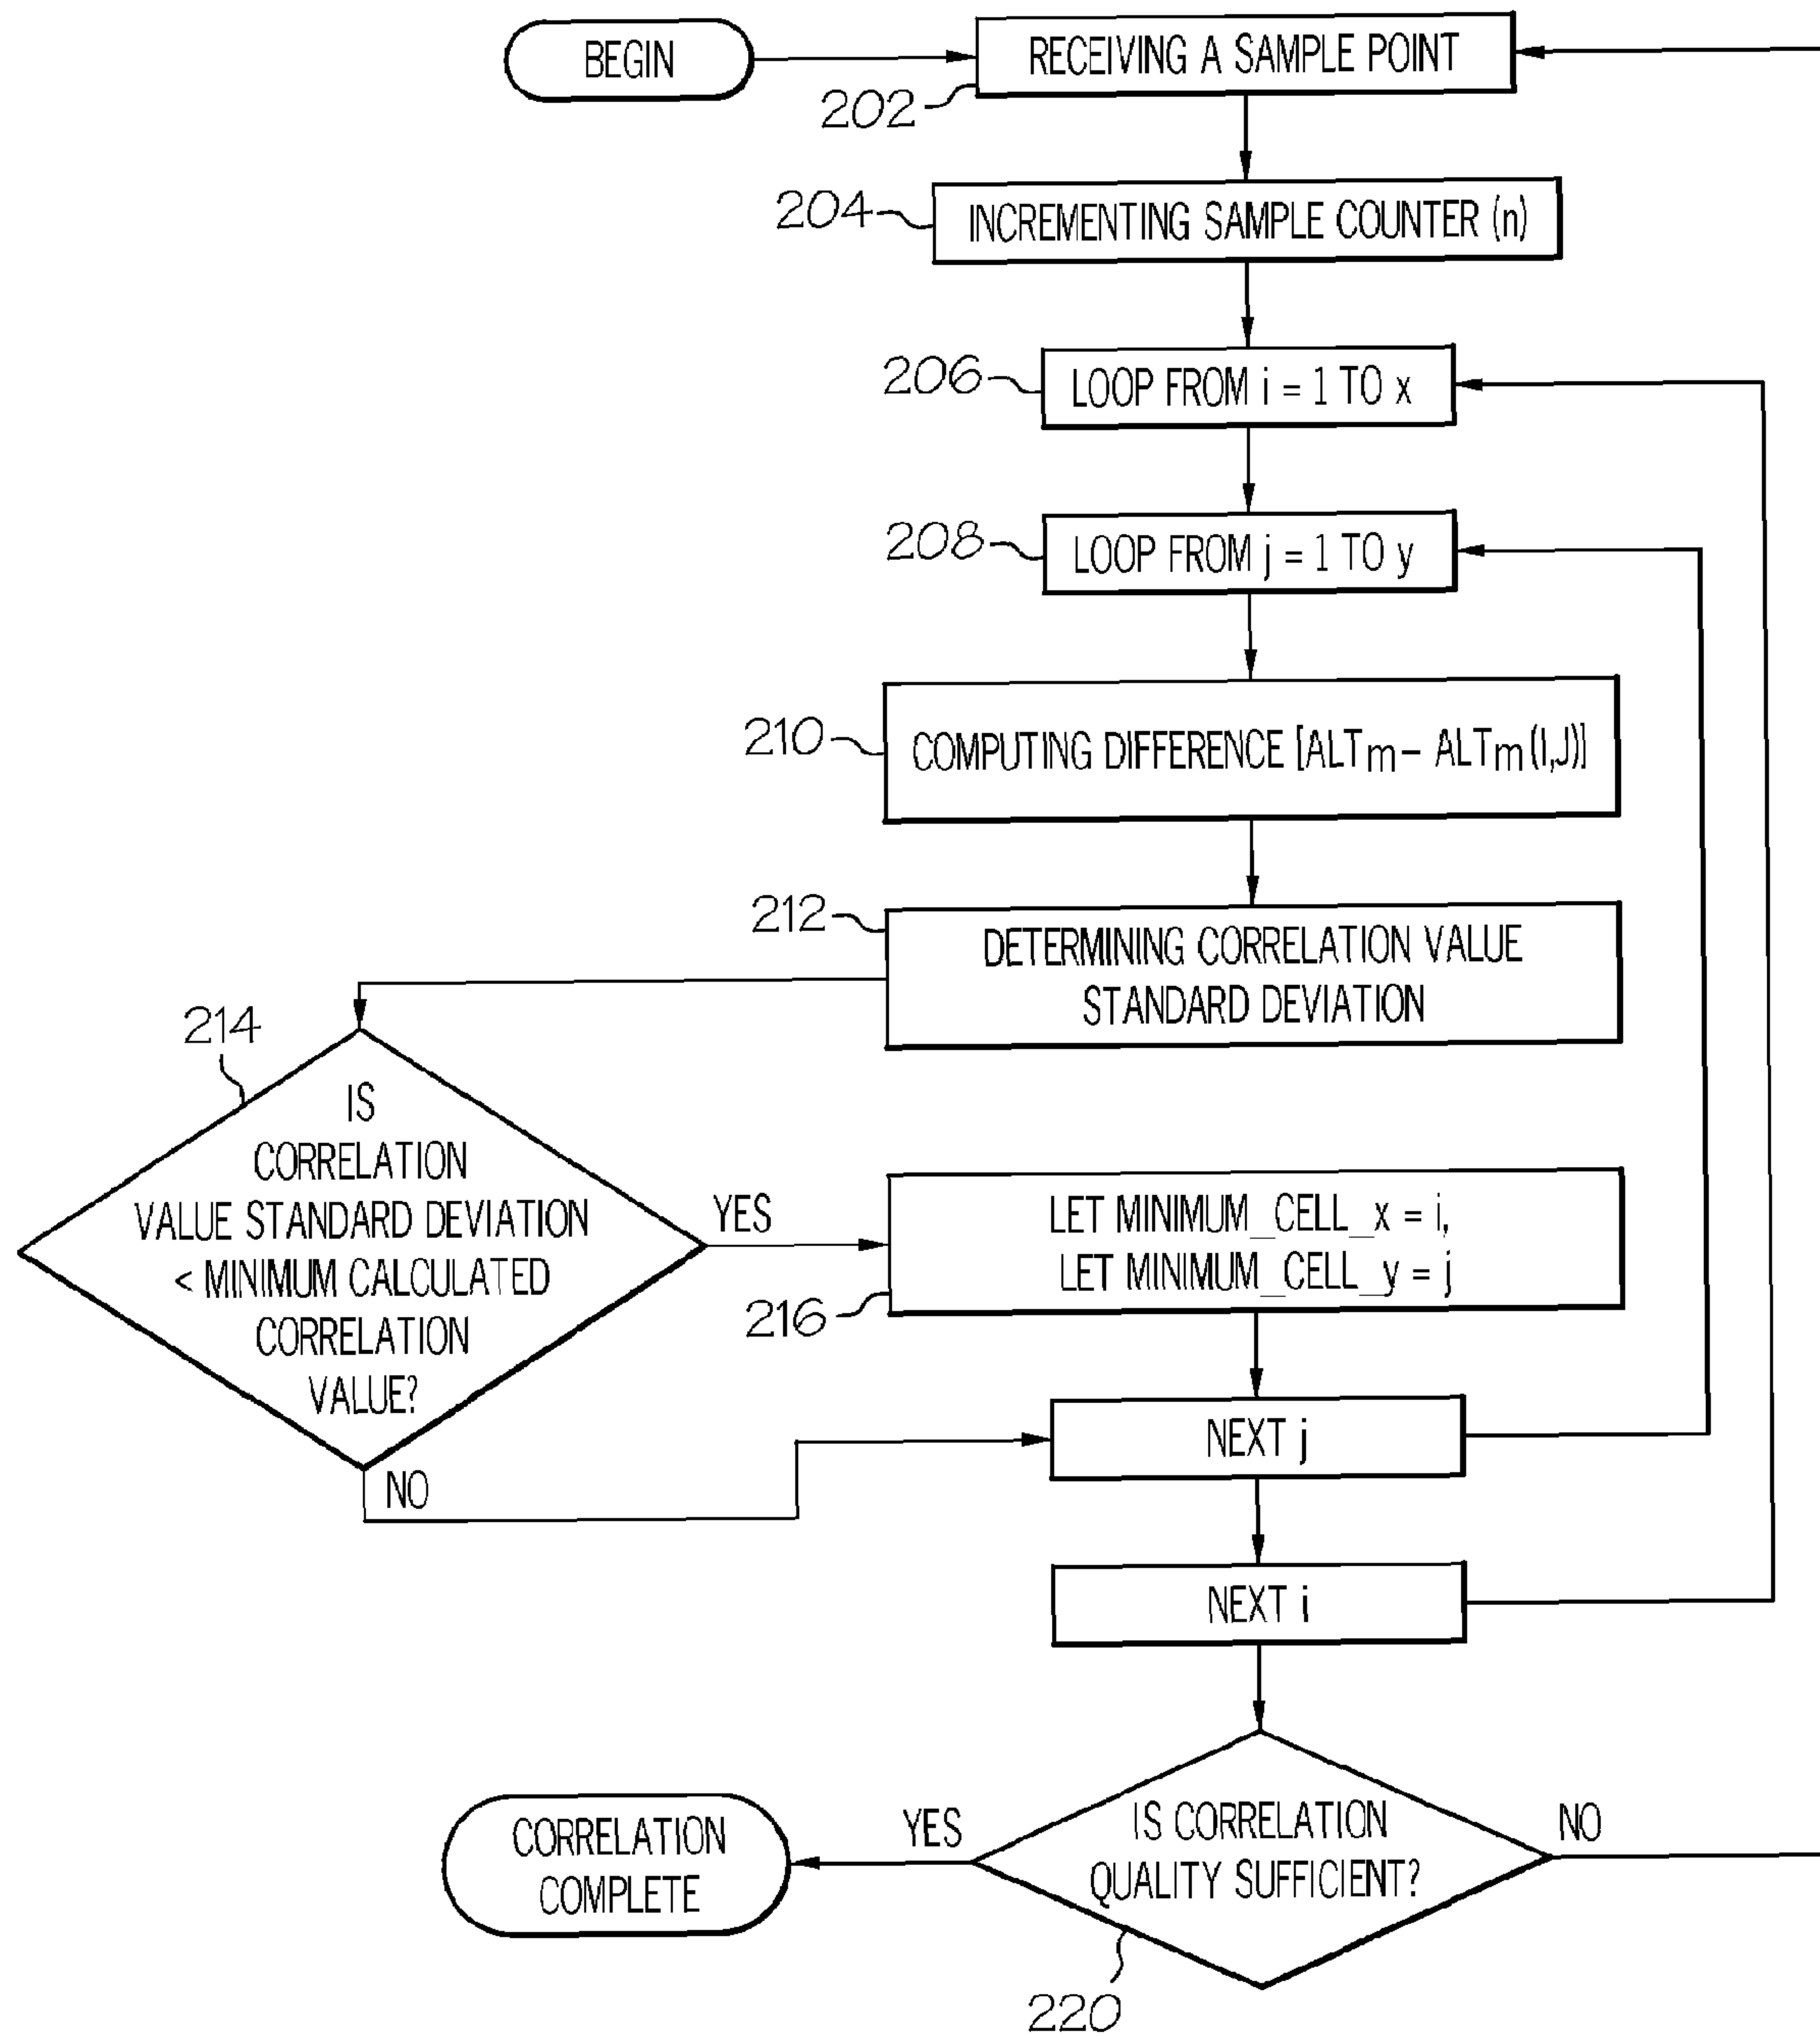 BEGIN
RECEIVING A SAMPLE POINT
202
204
INCREMENTING SAMPLE COUNTER (n)
206
LOOP FROM i = 1 TO x
208
LOOP FROM j = 1 TO y
210
COMPUTING DIFFERENCE [ALTm – ALTm (I,J)]
212
DETERMINING CORRELATION VALUE
STANDARD DEVIATION
214
IS
CORRELATION
VALUE STANDARD DEVIATION
< MINIMUM CALCULATED
CORRELATION
VALUE?
YES
LET MINIMUM_CELL_x = i,
LET MINIMUM_CELL_y = j
216
NO
NEXT j
NEXT i
IS CORRELATION
QUALITY SUFFICIENT?
YES
NO
CORRELATION
COMPLETE
220